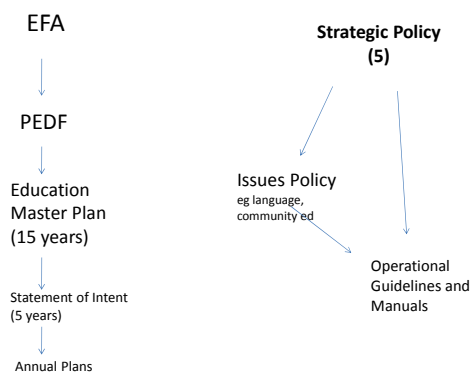 EFA
PEDF
Education
Master Plan
(15 years)
Statement of Intent
(5 years)
Annual Plans
Strategic Policy
(5)
Issues Policy
eg language,
community ed
Operational
Guidelines and
Manuals